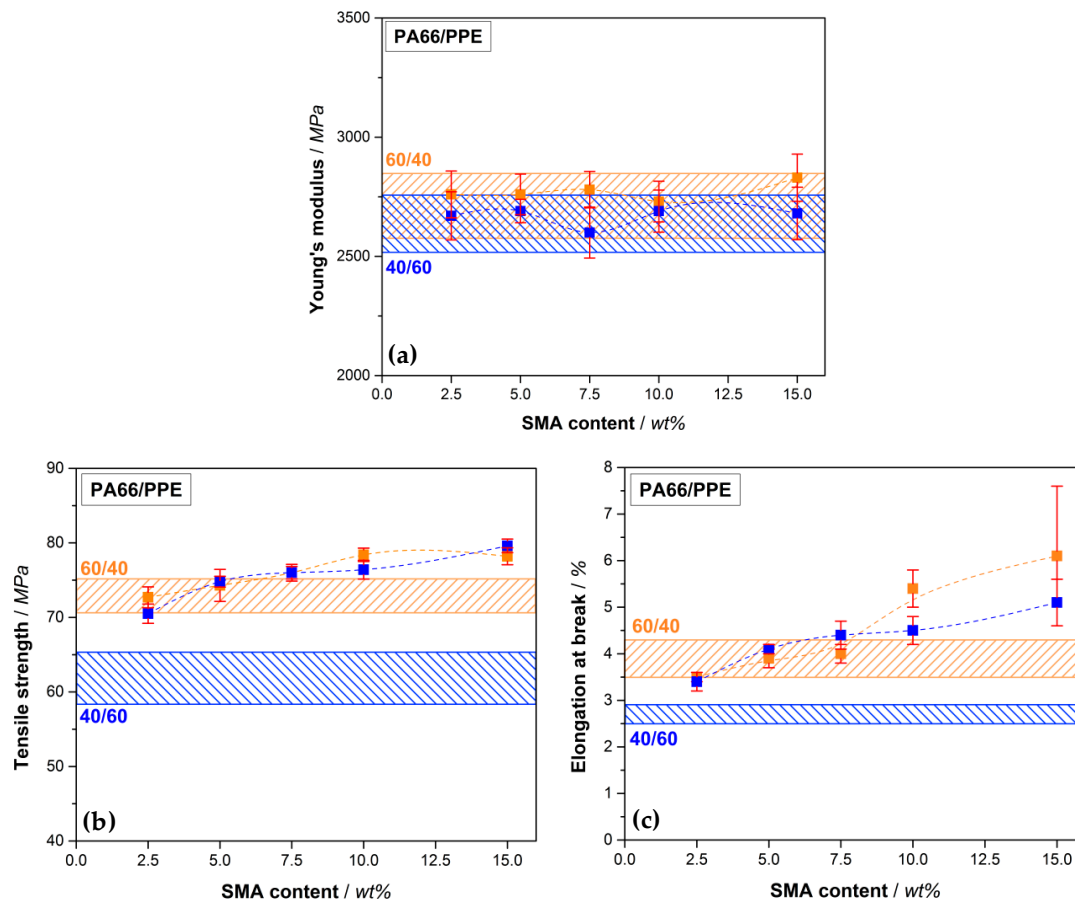 PA66/PPE
Young's modulus / MPa
3500
3000
2500
2000
60/40
40/60
(a)
0.0 2.5 5.0 7.5 10.0 12.5 15.0
SMA content / wt%
PA66/PPE
Tensile strength / MPa
90
80
70
60
50
40
60/40
40/60
(b)
0.0 2.5 5.0 7.5 10.0 12.5 15.0
SMA content / wt%
PA66/PPE
Elongation at break / %
8
7
6
5
4
3
2
1
0
60/40
40/60
(c)
0.0 2.5 5.0 7.5 10.0 12.5 15.0
SMA content / wt%